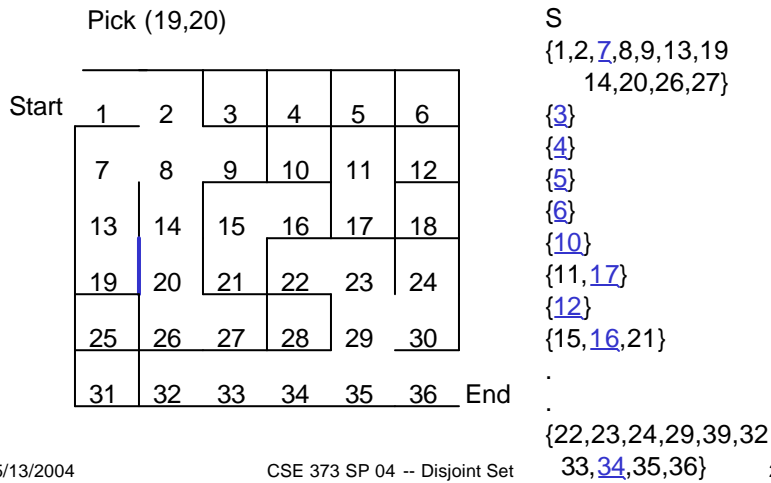 Pick (19,20)
Start 1 2 3 4 5 6
7 8 9 10 11 12
13 14 15 16 17 18
19 20 21 22 23 24
25 26 27 28 29 30
31 32 33 34 35 36 End
S
{1,2,7,8,9,13,19
14,20,26,27}
{3}
{4}
{5}
{6}
{10}
{11,17}
{12}
{15,16,21}
.
.
{22,23,24,29,39,32
33,34,35,36}
5/13/2004 CSE 373 SP 04 -- Disjoint Set